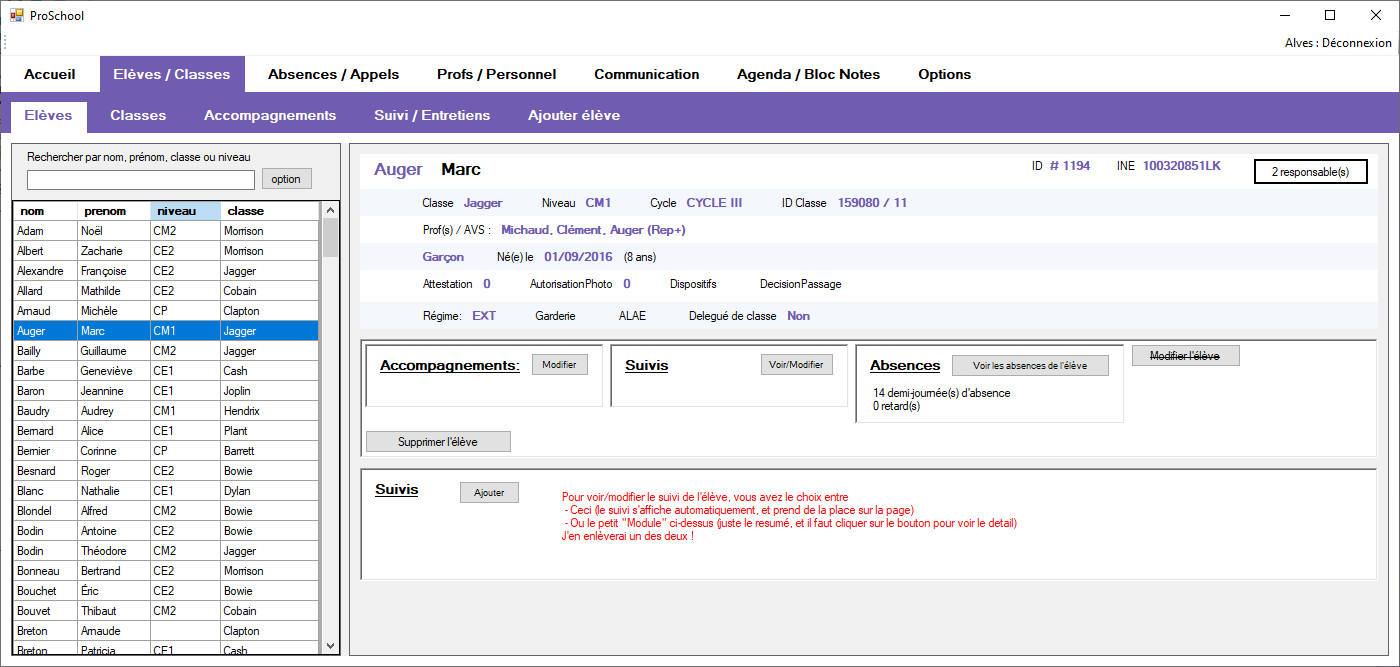 ProSchool
Alves : Déconnexion
Accueil Elèves / Classes Absences / Appels Profs / Personnel Communication Agenda / Bloc Notes Options
Elèves Classes Accompagnements Suivi / Entretiens Ajouter élève
Rechercher par nom, prénom, classe ou niveau
option
nom prenom niveau classe
Adam Noël CM2 Morrison
Albert Zacharie CE2 Morrison
Alexandre Françoise CE2 Jagger
Allard Mathilde CE2 Cobain
Arnaud Michèle CP Clapton
Auger Marc CM1 Jagger
Bailly Guillaume CM2 Jagger
Barbe Geneviève CE1 Cash
Baron Jeannine CE1 Joplin
Baudry Audrey CM1 Hendrix
Bernard Alice CE1 Plant
Bernier Corinne CP Barrett
Besnard Roger CE2 Bowie
Blanc Nathalie CE1 Dylan
Blondel Alfred CM2 Bowie
Bodin Antoine CE2 Bowie
Bodin Théodore CM2 Jagger
Bonneau Bertrand CE2 Morrison
Bouchet Éric CE2 Bowie
Bouvet Thibaut CM2 Cobain
Breton Arnaude Clapton
Breton Patricia CE1 Cash
Auger Marc ID # 1194 INE 100320851LK 2 responsable(s)
Classe Jagger Niveau CM1 Cycle CYCLE III ID Classe 159080 / 11
Prof(s) / AVS : Michaud, Clément, Auger (Rep+)
Garçon Né(e) le 01/09/2016 (8 ans)
Attestation 0 AutorisationPhoto 0 Dispositifs DecisionPassage
Régime: EXT Garderie ALAE Delegué de classe Non
Accompagnements: Modifier Suivis Voir/Modifier Absences Voir les absences de l'élève Modifier l'élève
14 demi-journée(s) d'absence
0 retard(s)
Supprimer l'élève
Suivis Ajouter
Pour voir/modifier le suivi de l'élève, vous avez le choix entre
- Ceci (le suivi s'affiche automatiquement, et prend de la place sur la page)
- Ou le petit "Module" ci-dessus (juste le resumé, et il faut cliquer sur le bouton pour voir le detail)
J'en enlèverai un des deux !